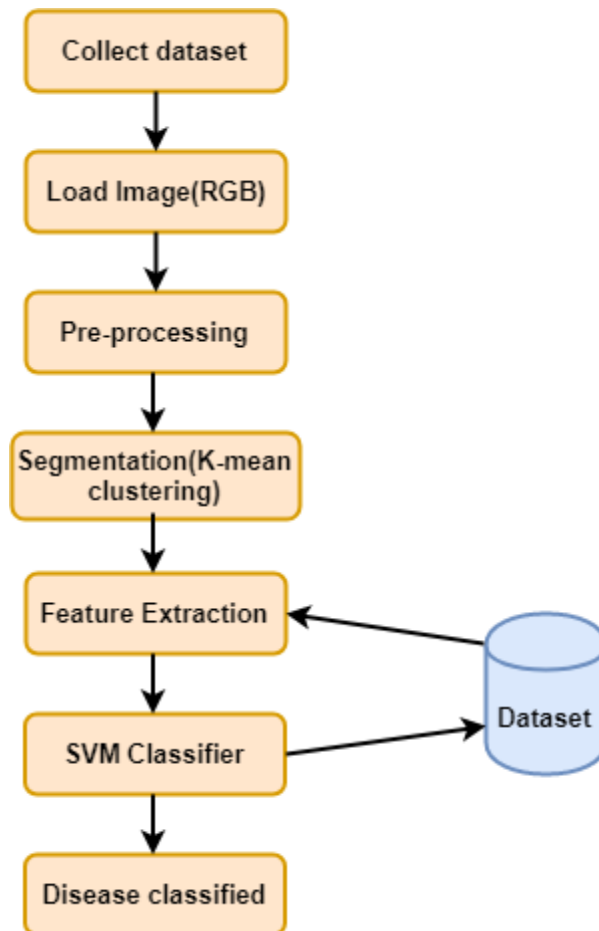 Collect dataset
Load Image(RGB)
Pre-processing
Segmentation(K-mean
clustering)
Feature Extraction
Dataset
SVM Classifier
Disease classified